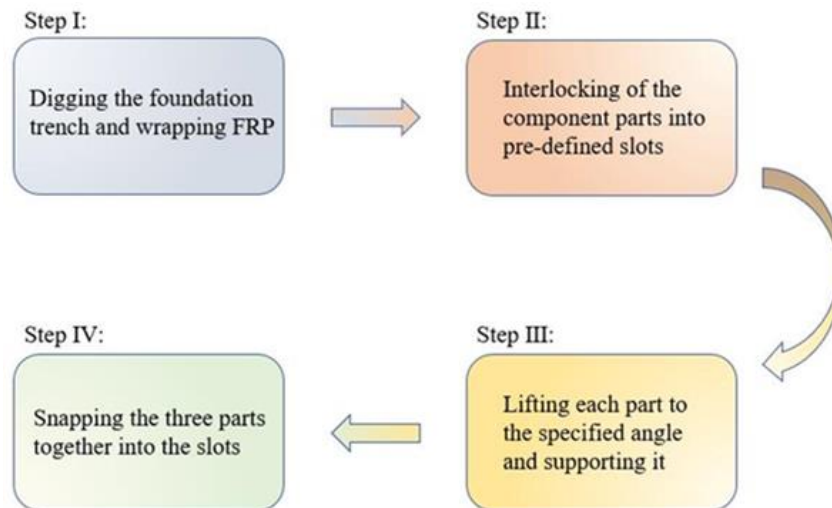 Step I:
Digging the foundation
trench and wrapping FRP
Step II:
Interlocking of the
component parts into
pre-defined slots
Step III:
Lifting each part to
the specified angle
and supporting it
Step IV:
Snapping the three parts
together into the slots